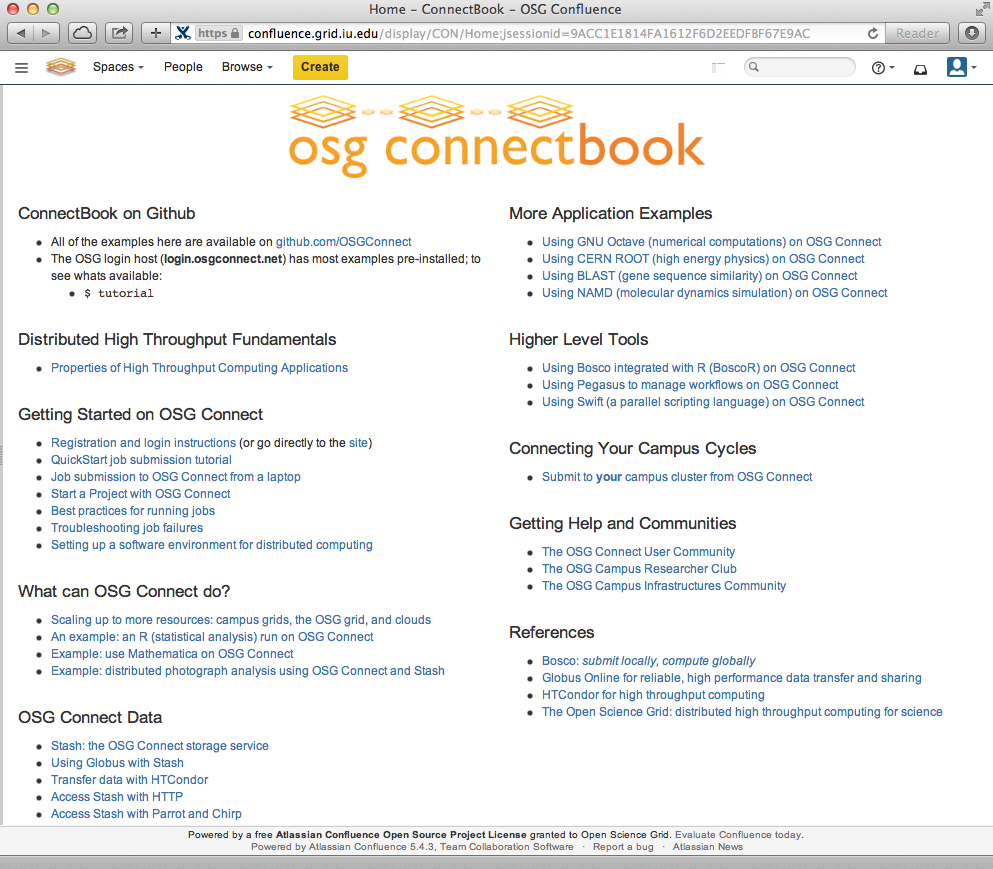 Home – ConnectBook – OSG Confluence
https confluence.grid.iu.edu/display/CON/Home;jsessionid=9ACC1E1814FA1612F6D2EEDFBF67E9AC Reader
Spaces People Browse Create
osg connectbook
ConnectBook on Github
All of the examples here are available on github.com/OSGConnect
The OSG login host (login.osgconnect.net) has most examples pre-installed; to
see whats available:
$ tutorial
Distributed High Throughput Fundamentals
Properties of High Throughput Computing Applications
Getting Started on OSG Connect
Registration and login instructions (or go directly to the site)
QuickStart job submission tutorial
Job submission to OSG Connect from a laptop
Start a Project with OSG Connect
Best practices for running jobs
Troubleshooting job failures
Setting up a software environment for distributed computing
What can OSG Connect do?
Scaling up to more resources: campus grids, the OSG grid, and clouds
An example: an R (statistical analysis) run on OSG Connect
Example: use Mathematica on OSG Connect
Example: distributed photograph analysis using OSG Connect and Stash
OSG Connect Data
Stash: the OSG Connect storage service
Using Globus with Stash
Transfer data with HTCondor
Access Stash with HTTP
Access Stash with Parrot and Chirp
More Application Examples
Using GNU Octave (numerical computations) on OSG Connect
Using CERN ROOT (high energy physics) on OSG Connect
Using BLAST (gene sequence similarity) on OSG Connect
Using NAMD (molecular dynamics simulation) on OSG Connect
Higher Level Tools
Using Bosco integrated with R (BoscoR) on OSG Connect
Using Pegasus to manage workflows on OSG Connect
Using Swift (a parallel scripting language) on OSG Connect
Connecting Your Campus Cycles
Submit to your campus cluster from OSG Connect
Getting Help and Communities
The OSG Connect User Community
The OSG Campus Researcher Club
The OSG Campus Infrastructures Community
References
Bosco: submit locally, compute globally
Globus Online for reliable, high performance data transfer and sharing
HTCondor for high throughput computing
The Open Science Grid: distributed high throughput computing for science
Powered by a free Atlassian Confluence Open Source Project License granted to Open Science Grid. Evaluate Confluence today.
Powered by Atlassian Confluence 5.4.3, Team Collaboration Software · Report a bug · Atlassian News